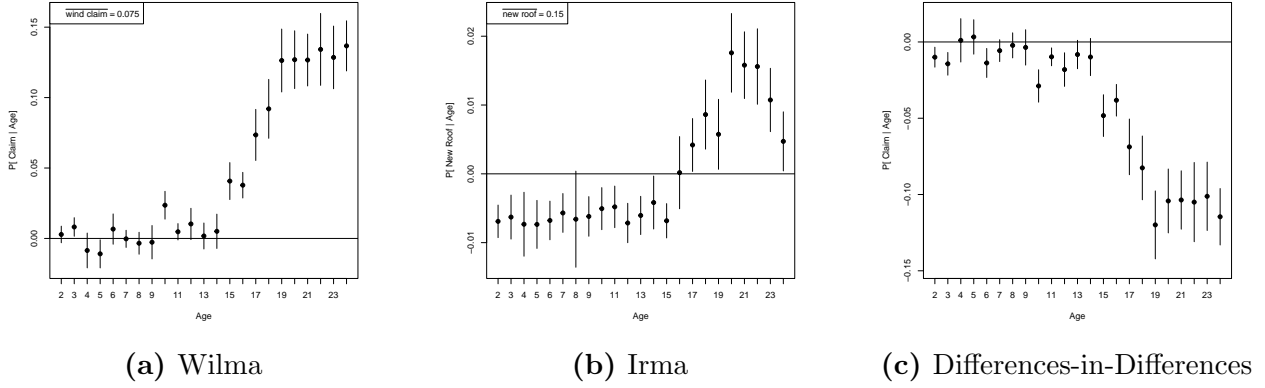 wind claim = 0.075
P[ Claim | Age]
0.15
0.10
0.05
0.00
2 3 4 5 6 7 8 9 11 13 15 17 19 21 23
Age
(a) Wilma
new roof = 0.15
P[ New Roof | Age]
0.02
0.01
0.00
−0.01
2 3 4 5 6 7 8 9 11 13 15 17 19 21 23
Age
(b) Irma
P[ Claim | Age]
0.00
−0.05
−0.10
−0.15
2 3 4 5 6 7 8 9 11 13 15 17 19 21 23
Age
(c) Differences-in-Differences